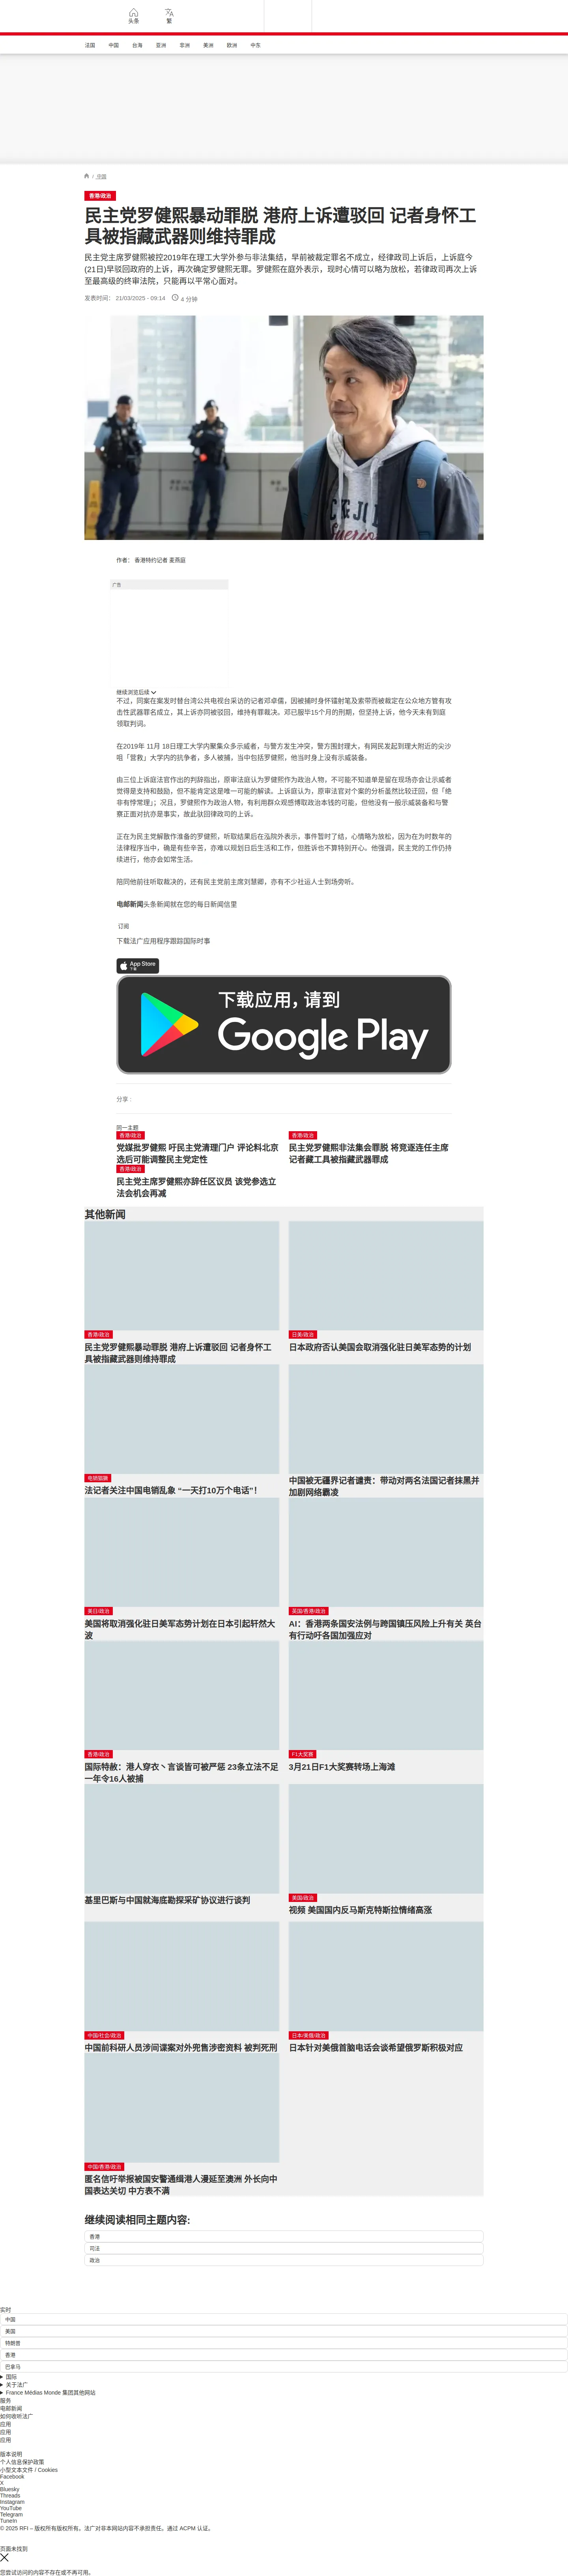 头条
繁
法国
中国
台海
亚洲
非洲
美洲
欧洲
中东
/ 中国
香港/政治
民主党罗健熙暴动罪脱 港府上诉遭驳回 记者身怀工
具被指藏武器则维持罪成
民主党主席罗健熙被控2019年在理工大学外参与非法集结，早前被裁定罪名不成立，经律政司上诉后，上诉庭今
(21日)早驳回政府的上诉，再次确定罗健熙无罪。罗健熙在庭外表示，现时心情可以略为放松，若律政司再次上诉
至最高级的终审法院，只能再以平常心面对。
发表时间： 21/03/2025 - 09:14
4 分钟
作者： 香港特约记者 麦燕庭
广告
继续浏览后续
不过，同案在案发时替台湾公共电视台采访的记者邓卓儒，因被捕时身怀镭射笔及索带而被裁定在公众地方管有攻
击性武器罪名成立，其上诉亦同被驳回，维持有罪裁决。邓已服毕15个月的刑期，但坚持上诉，他今天未有到庭
领取判词。
在2019年 11月 18日理工大学内聚集众多示威者，与警方发生冲突，警方围封理大，有网民发起到理大附近的尖沙
咀「营救」大学内的抗争者，多人被捕，当中包括罗健熙，他当时身上没有示威装备。
由三位上诉庭法官作出的判辞指出，原审法庭认为罗健熙作为政治人物，不可能不知道单是留在现场亦会让示威者
觉得是支持和鼓励，但不能肯定这是唯一可能的解读。上诉庭认为，原审法官对个案的分析虽然比较迂回，但「绝
非有悖常理」；况且，罗健熙作为政治人物，有利用群众观感博取政治本钱的可能，但他没有一般示威装备和与警
察正面对抗亦是事实，故此驮回律政司的上诉。
正在为民主党解散作准备的罗健熙，听取结果后在泓院外表示，事件暂时了结，心情略为放松，因为在为时数年的
法律程序当中，确是有些辛苦，亦难以规划日后生活和工作，但胜诉也不算特别开心。他强调，民主党的工作仍持
续进行，他亦会如常生活。
陪同他前往听取裁决的，还有民主党前主席刘慧卿，亦有不少社运人士到场旁听。
电邮新闻头条新闻就在您的每日新闻信里
订阅
下载法广应用程序跟踪国际时事
App Store
下载
下载应用，请到
Google Play
分享 :
同一主题
香港/政治
党媒批罗健熙 吁民主党清理门户 评论料北京
选后可能调整民主党定性
香港/政治
民主党罗健熙非法集会罪脱 将竞逐连任主席
记者藏工具被指藏武器罪成
香港/政治
民主党主席罗健熙亦辞任区议员 该党参选立
法会机会再减
其他新闻
香港/政治
民主党罗健熙暴动罪脱 港府上诉遭驳回 记者身怀工
具被指藏武器则维持罪成
日美/政治
日本政府否认美国会取消强化驻日美军态势的计划
电销猖獗
法记者关注中国电销乱象 “一天打10万个电话”！
中国被无疆界记者谴责：带动对两名法国记者抹黑并
加剧网络霸凌
美日/政治
美国将取消强化驻日美军态势计划在日本引起轩然大
波
英国/香港/政治
AI：香港两条国安法例与跨国镇压风险上升有关 英台
有行动吁各国加强应对
香港/政治
国际特赦：港人穿衣丶言谈皆可被严惩 23条立法不足
一年令16人被捕
F1大奖赛
3月21日F1大奖赛转场上海滩
基里巴斯与中国就海底勘探采矿协议进行谈判
美国/政治
视频 美国国内反马斯克特斯拉情绪高涨
中国/社会/政治
中国前科研人员涉间谍案对外兜售涉密资料 被判死刑
日本/美俄/政治
日本针对美俄首脑电话会谈希望俄罗斯积极对应
中国/香港/政治
匿名信吁举报被国安警通缉港人漫延至澳洲 外长向中
国表达关切 中方表不满
继续阅读相同主题内容:
香港
司法
政治
实时
中国
美国
特朗普
香港
巴拿马
国际
关于法广
France Médias Monde 集团其他网站
服务
电邮新闻
如何收听法广
应用
应用
应用
版本说明
个人信息保护政策
小型文本文件 / Cookies
Facebook
X
Bluesky
Threads
Instagram
YouTube
Telegram
TuneIn
© 2025 RFI – 版权所有版权所有。法广对非本网站内容不承担责任。通过 ACPM 认证。
页面未找到
您尝试访问的内容不存在或不再可用。